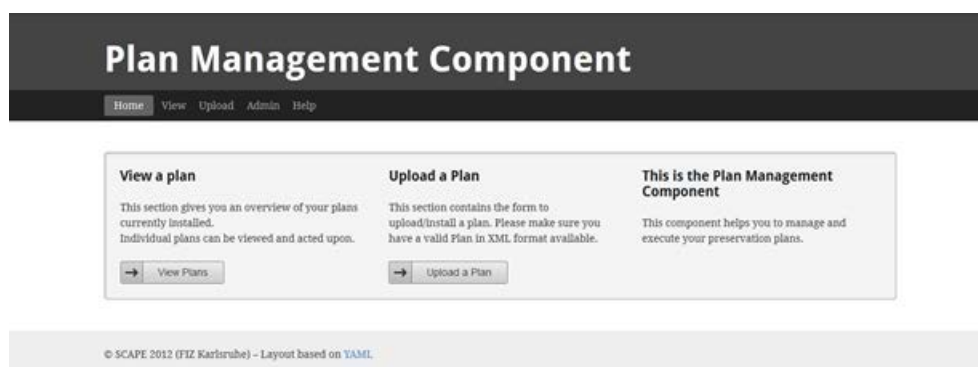 Plan Management Component
Home View Upload Admin Help
View a plan
This section gives you an overview of your plans
currently installed.
Individual plans can be viewed and acted upon.
→ View Plans
Upload a Plan
This section contains the form to
upload/install a plan. Please make sure you
have a valid Plan in XML format available.
→ Upload a Plan
This is the Plan Management
Component
This component helps you to manage and
execute your preservation plans.
© SCAPE 2012 (FIZ Karlsruhe) – Layout based on YAML